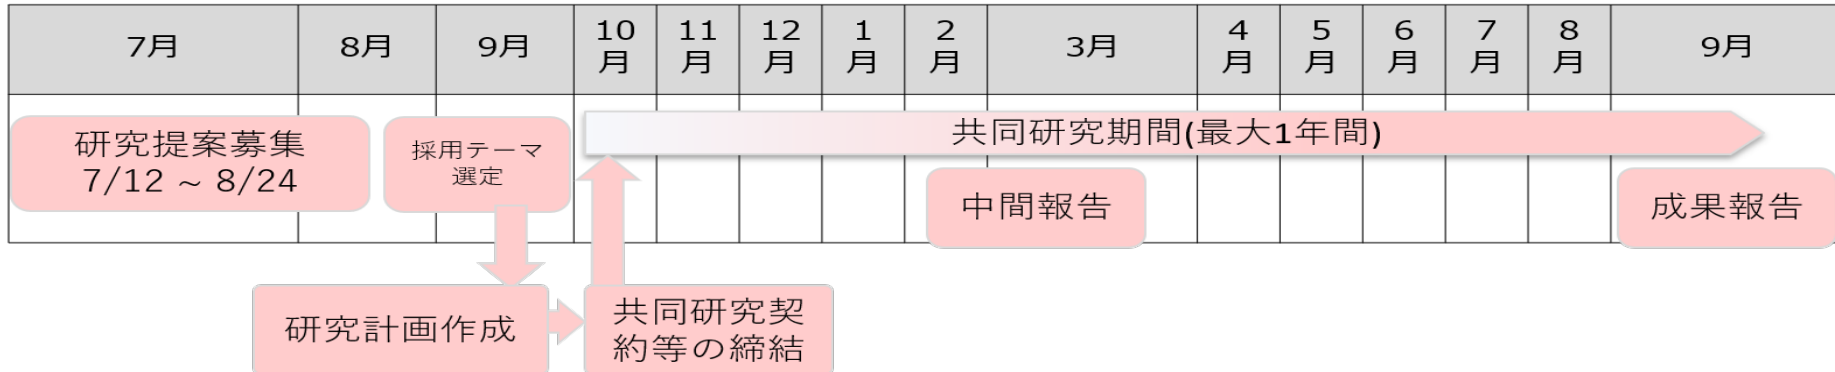 7月
8月
9月
10
月
11
月
12
月
1
月
2
月
3月
4
月
5
月
6
月
7
月
8
月
9月
研究提案募集
7/12 ~ 8/24
採用テーマ
選定
共同研究期間(最大1年間)
中間報告
成果報告
研究計画作成
共同研究契
約等の締結